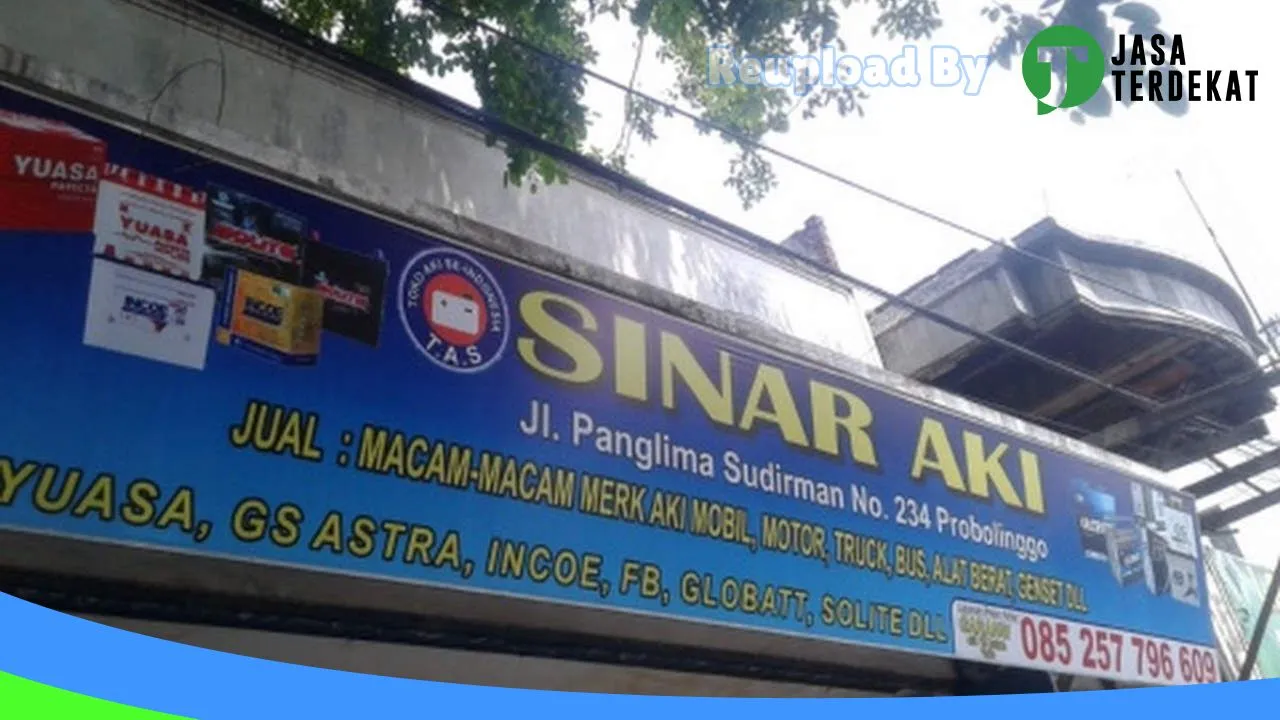 Reupload By
JASA
TERDEKAT
YUASA
YUASA
INCOE
INCOE
TOKO AKI SE-INDONESIA
T.A.S
SINAR AKI
Jl. Panglima Sudirman No. 234 Probolinggo
JUAL : MACAM-MACAM MERK AKI MOBIL, MOTOR, TRUCK, BUS, ALAT BERAT, GENSET DLL
YUASA, GS ASTRA, INCOE, FB, GLOBATT, SOLITE DLL
085 257 796 609